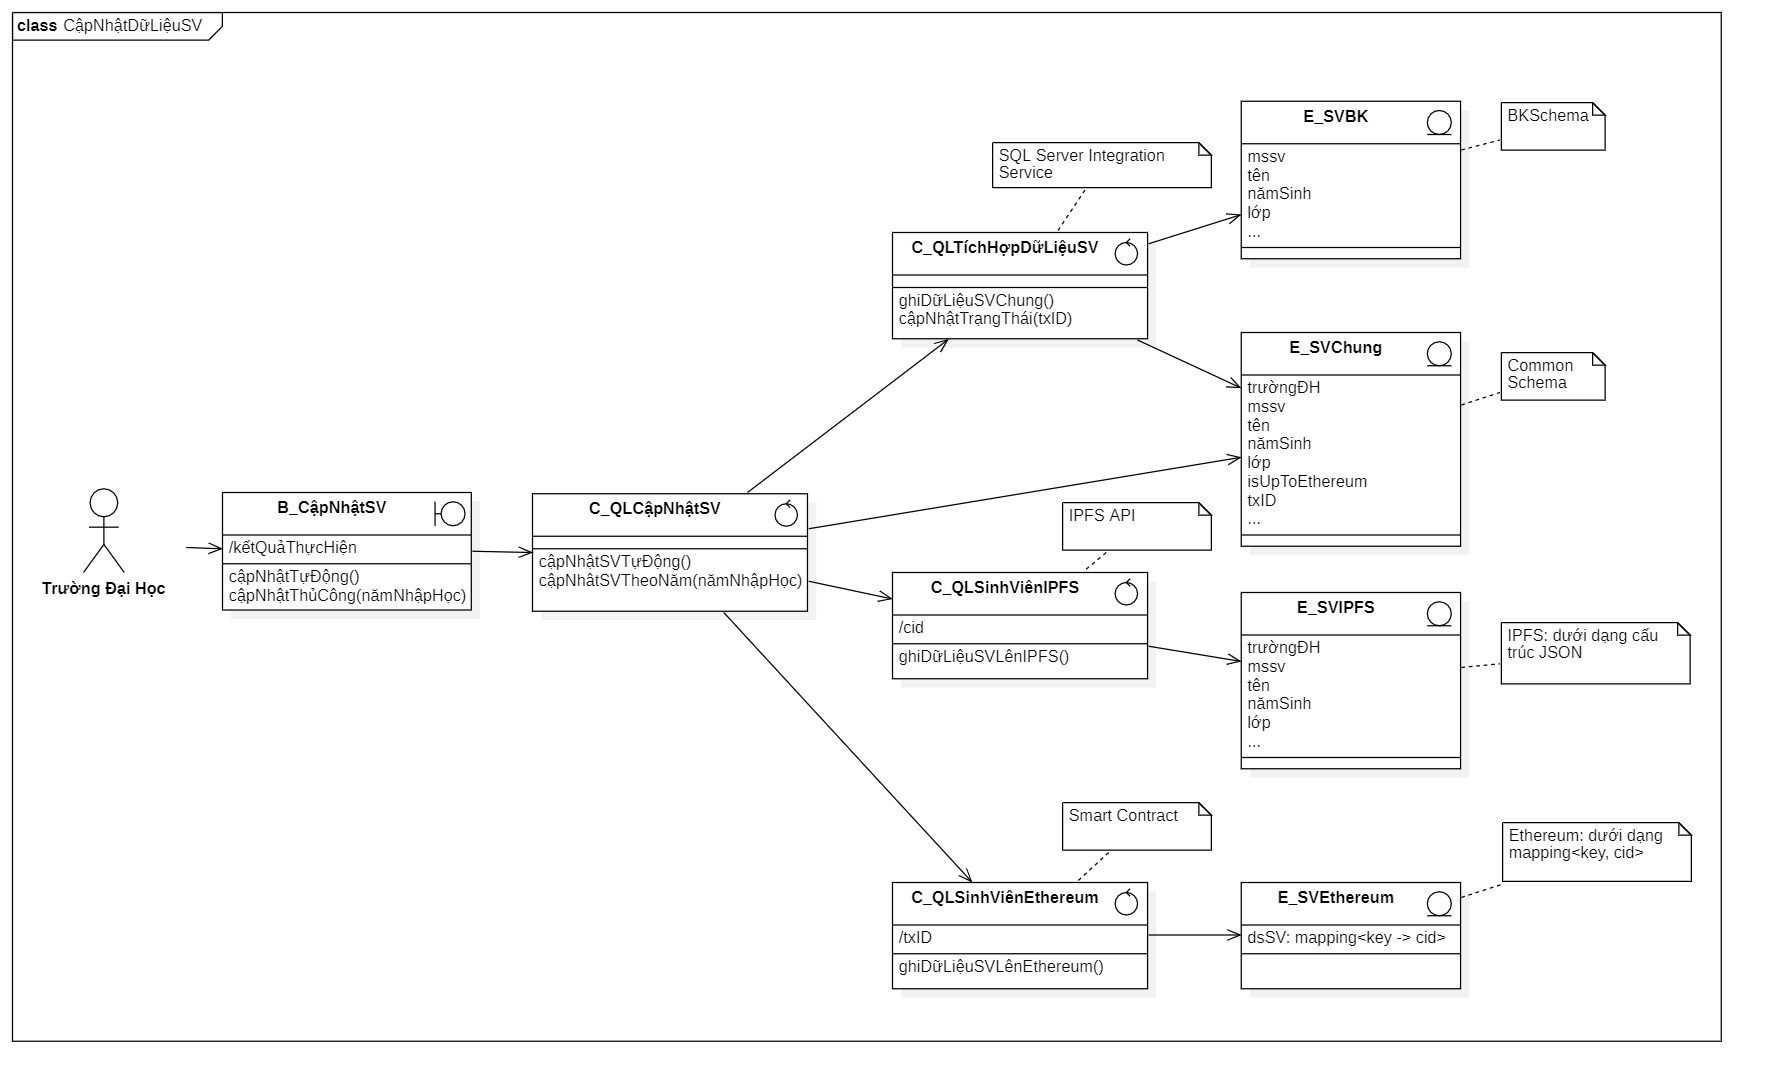 class CậpNhậtDữLiệuSV
Trường Đại Học
B_CậpNhậtSV
/kếtQuảThựcHiện
cậpNhậtTựĐộng()
cậpNhậtThủCông(nămNhậpHọc)
C_QLCậpNhậtSV
cậpNhâtSVTựĐộng()
cậpNhâtSVTheoNăm(nămNhậpHọc)
SQL Server Integration
Service
C_QLTíchHợpDữLiệuSV
ghiDữLiệuSVChung()
cậpNhậtTrạngThái(txID)
E_SVBK
mssv
tên
nămSinh
lớp
...
BKSchema
E_SVChung
trườngĐH
mssv
tên
nămSinh
lớp
isUpToEthereum
txID
...
Common
Schema
IPFS API
C_QLSinhViênIPFS
/cid
ghiDữLiệuSVLênIPFS()
E_SVIPFS
trườngĐH
mssv
tên
nămSinh
lớp
...
IPFS: dưới dạng cấu
trúc JSON
Smart Contract
C_QLSinhViênEthereum
/txID
ghiDữLiệuSVLênEthereum()
E_SVEthereum
dsSV: mapping<key -> cid>
Ethereum: dưới dạng
mapping<key, cid>